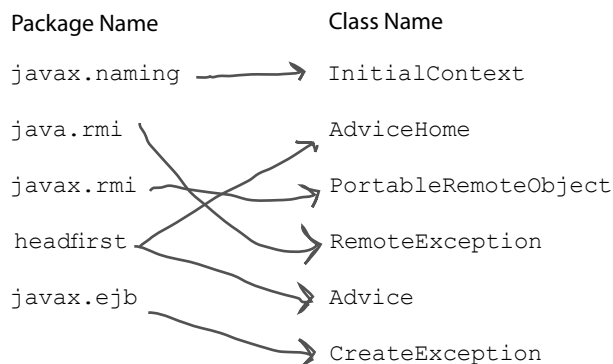 Package Name Class Name
javax.naming InitialContext
java.rmi AdviceHome
javax.rmi PortableRemoteObject
headfirst RemoteException
javax.ejb Advice
CreateException